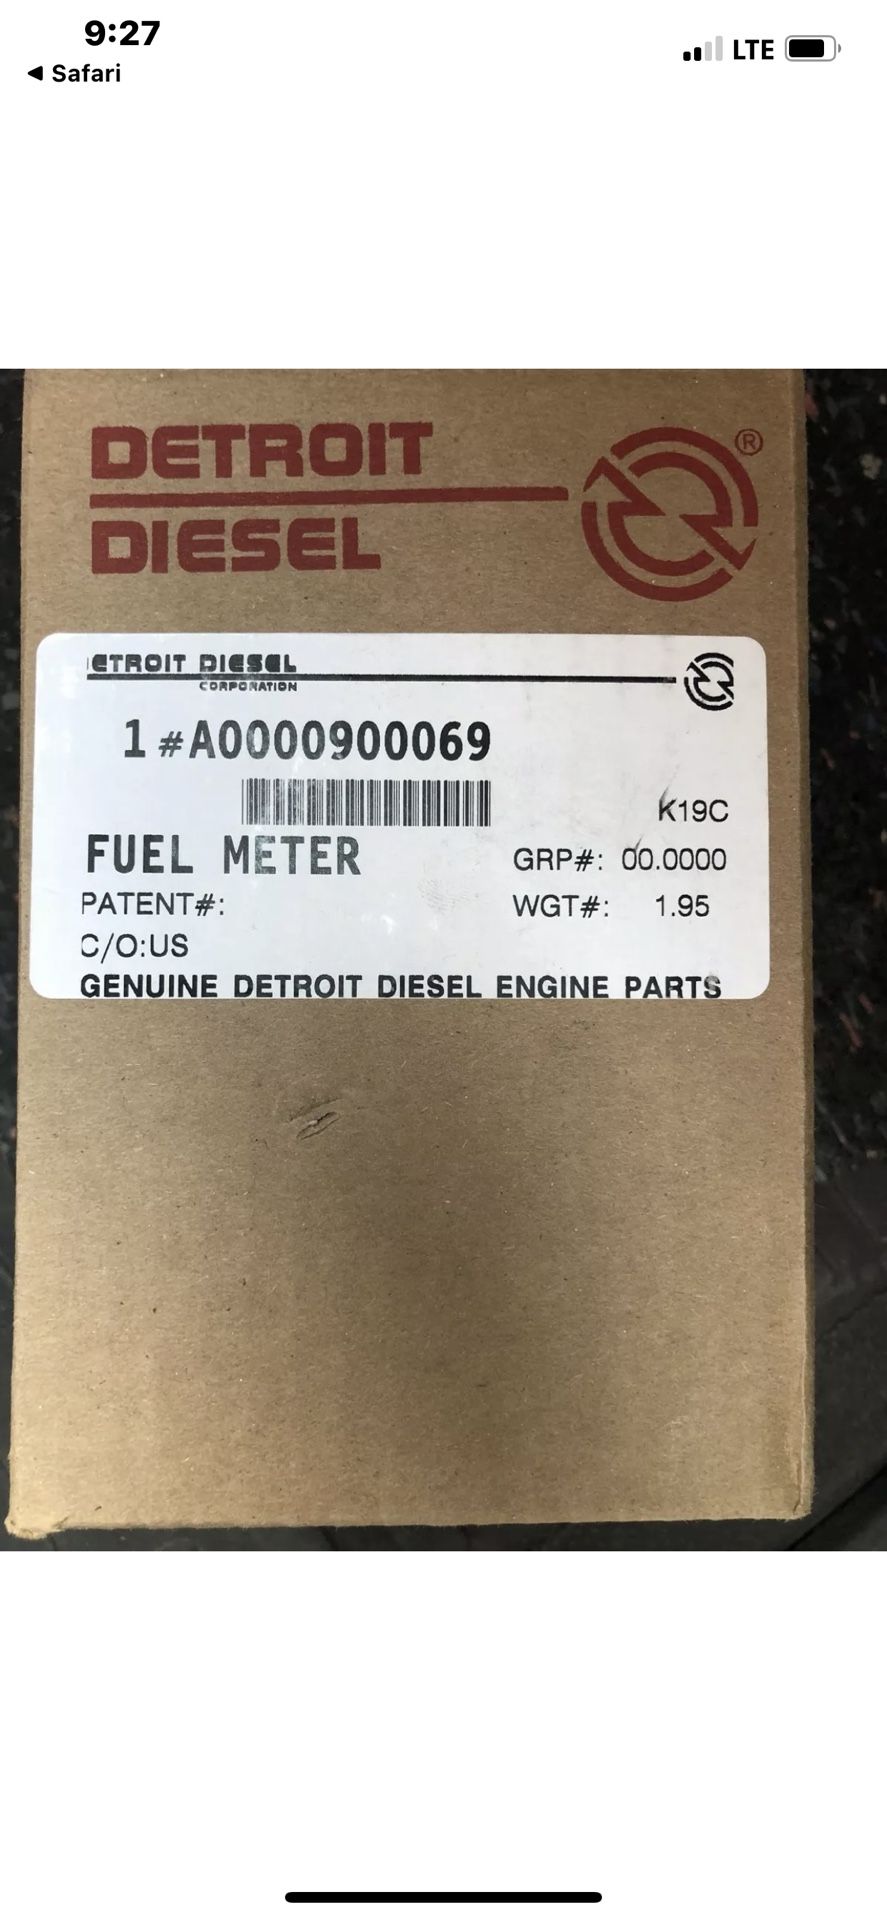 9:27
LTE
◀ Safari
DETROIT
DIESEL
®
ETROIT DIESEL
CORPORATION
1 #A0000900069
K19C
FUEL METER
GRP#: 00.0000
PATENT#:
WGT#: 1.95
C/O:US
GENUINE DETROIT DIESEL ENGINE PARTS